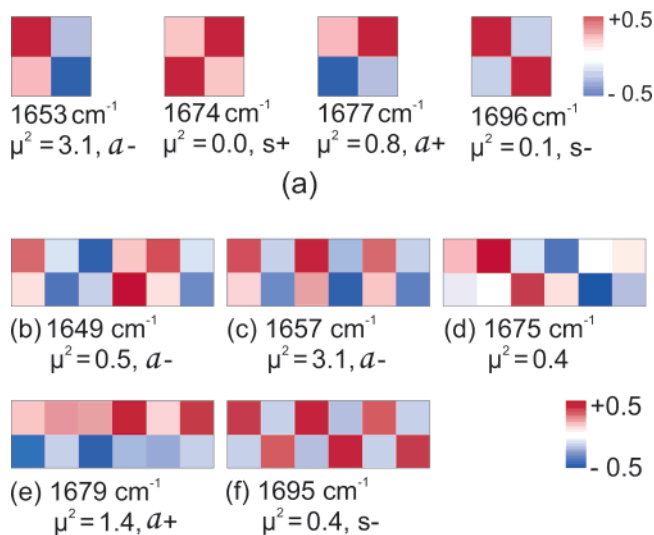 +0.5
- 0.5
1653 cm⁻¹ 1674 cm⁻¹ 1677 cm⁻¹ 1696 cm⁻¹
μ² = 3.1, a- μ² = 0.0, s+ μ² = 0.8, a+ μ² = 0.1, s-
(a)
(b) 1649 cm⁻¹ (c) 1657 cm⁻¹ (d) 1675 cm⁻¹
μ² = 0.5, a- μ² = 3.1, a- μ² = 0.4
+0.5
- 0.5
(e) 1679 cm⁻¹ (f) 1695 cm⁻¹
μ² = 1.4, a+ μ² = 0.4, s-